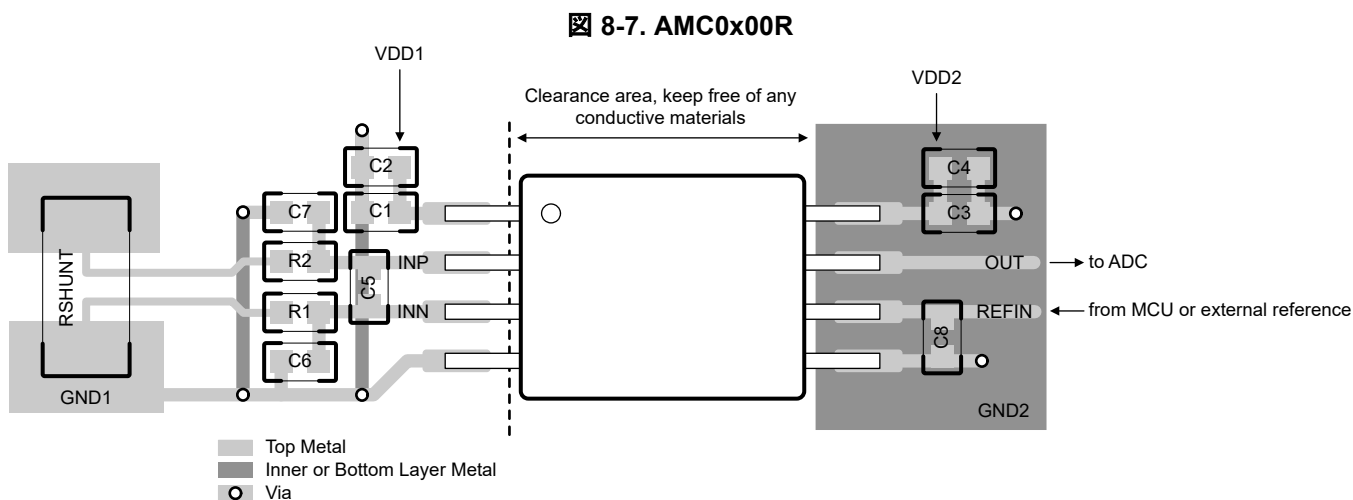 図 8-7. AMC0x00R
VDD1
VDD2
Clearance area, keep free of any
conductive materials
C2
C4
C7
C1
C3
R2
INP
OUT
to ADC
RSHUNT
C5
R1
INN
REFIN
from MCU or external reference
C8
C6
GND1
GND2
Top Metal
Inner or Bottom Layer Metal
Via